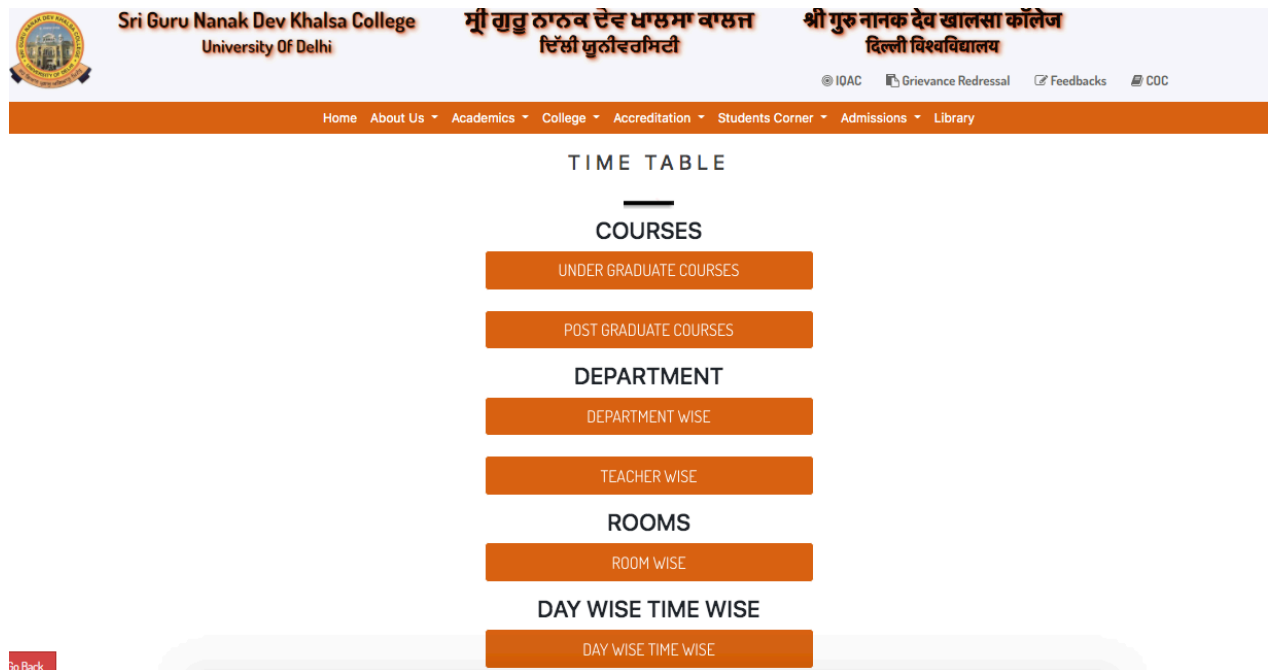 Sri Guru Nanak Dev Khalsa College
University Of Delhi
ਸ੍ਰੀ ਗੁਰੂ ਨਾਨਕ ਦੇਵ ਖਾਲਸਾ ਕਾਲਜ
ਦਿੱਲੀ ਯੂਨੀਵਰਸਿਟੀ
श्री गुरु नानक देव खालसा कॉलेज
दिल्ली विश्वविद्यालय
IQAC Grievance Redressal Feedbacks COC
Home About Us Academics College Accreditation Students Corner Admissions Library
TIME TABLE
COURSES
UNDER GRADUATE COURSES
POST GRADUATE COURSES
DEPARTMENT
DEPARTMENT WISE
TEACHER WISE
ROOMS
ROOM WISE
DAY WISE TIME WISE
DAY WISE TIME WISE
Go Back